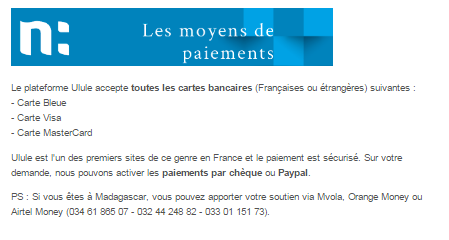 n:
Les moyens de
paiements
Le plateforme Ulule accepte toutes les cartes bancaires (Françaises ou étrangères) suivantes :
- Carte Bleue
- Carte Visa
- Carte MasterCard
Ulule est l'un des premiers sites de ce genre en France et le paiement est sécurisé. Sur votre
demande, nous pouvons activer les paiements par chèque ou Paypal.
PS : Si vous êtes à Madagascar, vous pouvez apporter votre soutien via Mvola, Orange Money ou
Airtel Money (034 61 865 07 - 032 44 248 82 - 033 01 151 73).